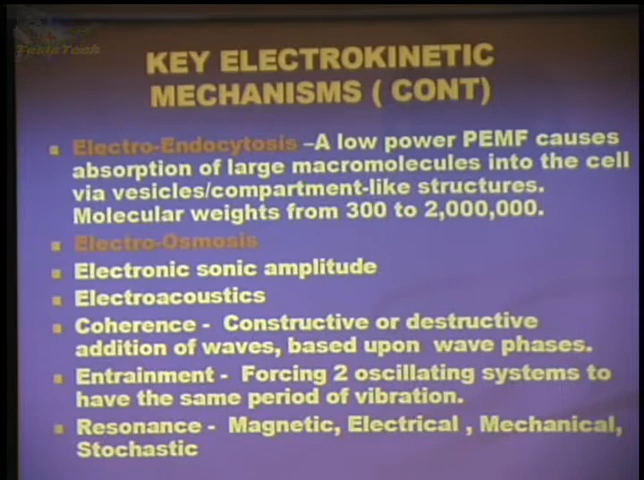 TeslaTech
KEY ELECTROKINETIC
MECHANISMS ( CONT)
Electro-Endocytosis –A low power PEMF causes
absorption of large macromolecules into the cell
via vesicles/compartment-like structures.
Molecular weights from 300 to 2,000,000.
Electro-Osmosis
Electronic sonic amplitude
Electroacoustics
Coherence - Constructive or destructive
addition of waves, based upon wave phases.
Entrainment - Forcing 2 oscillating systems to
have the same period of vibration.
Resonance - Magnetic, Electrical , Mechanical,
Stochastic